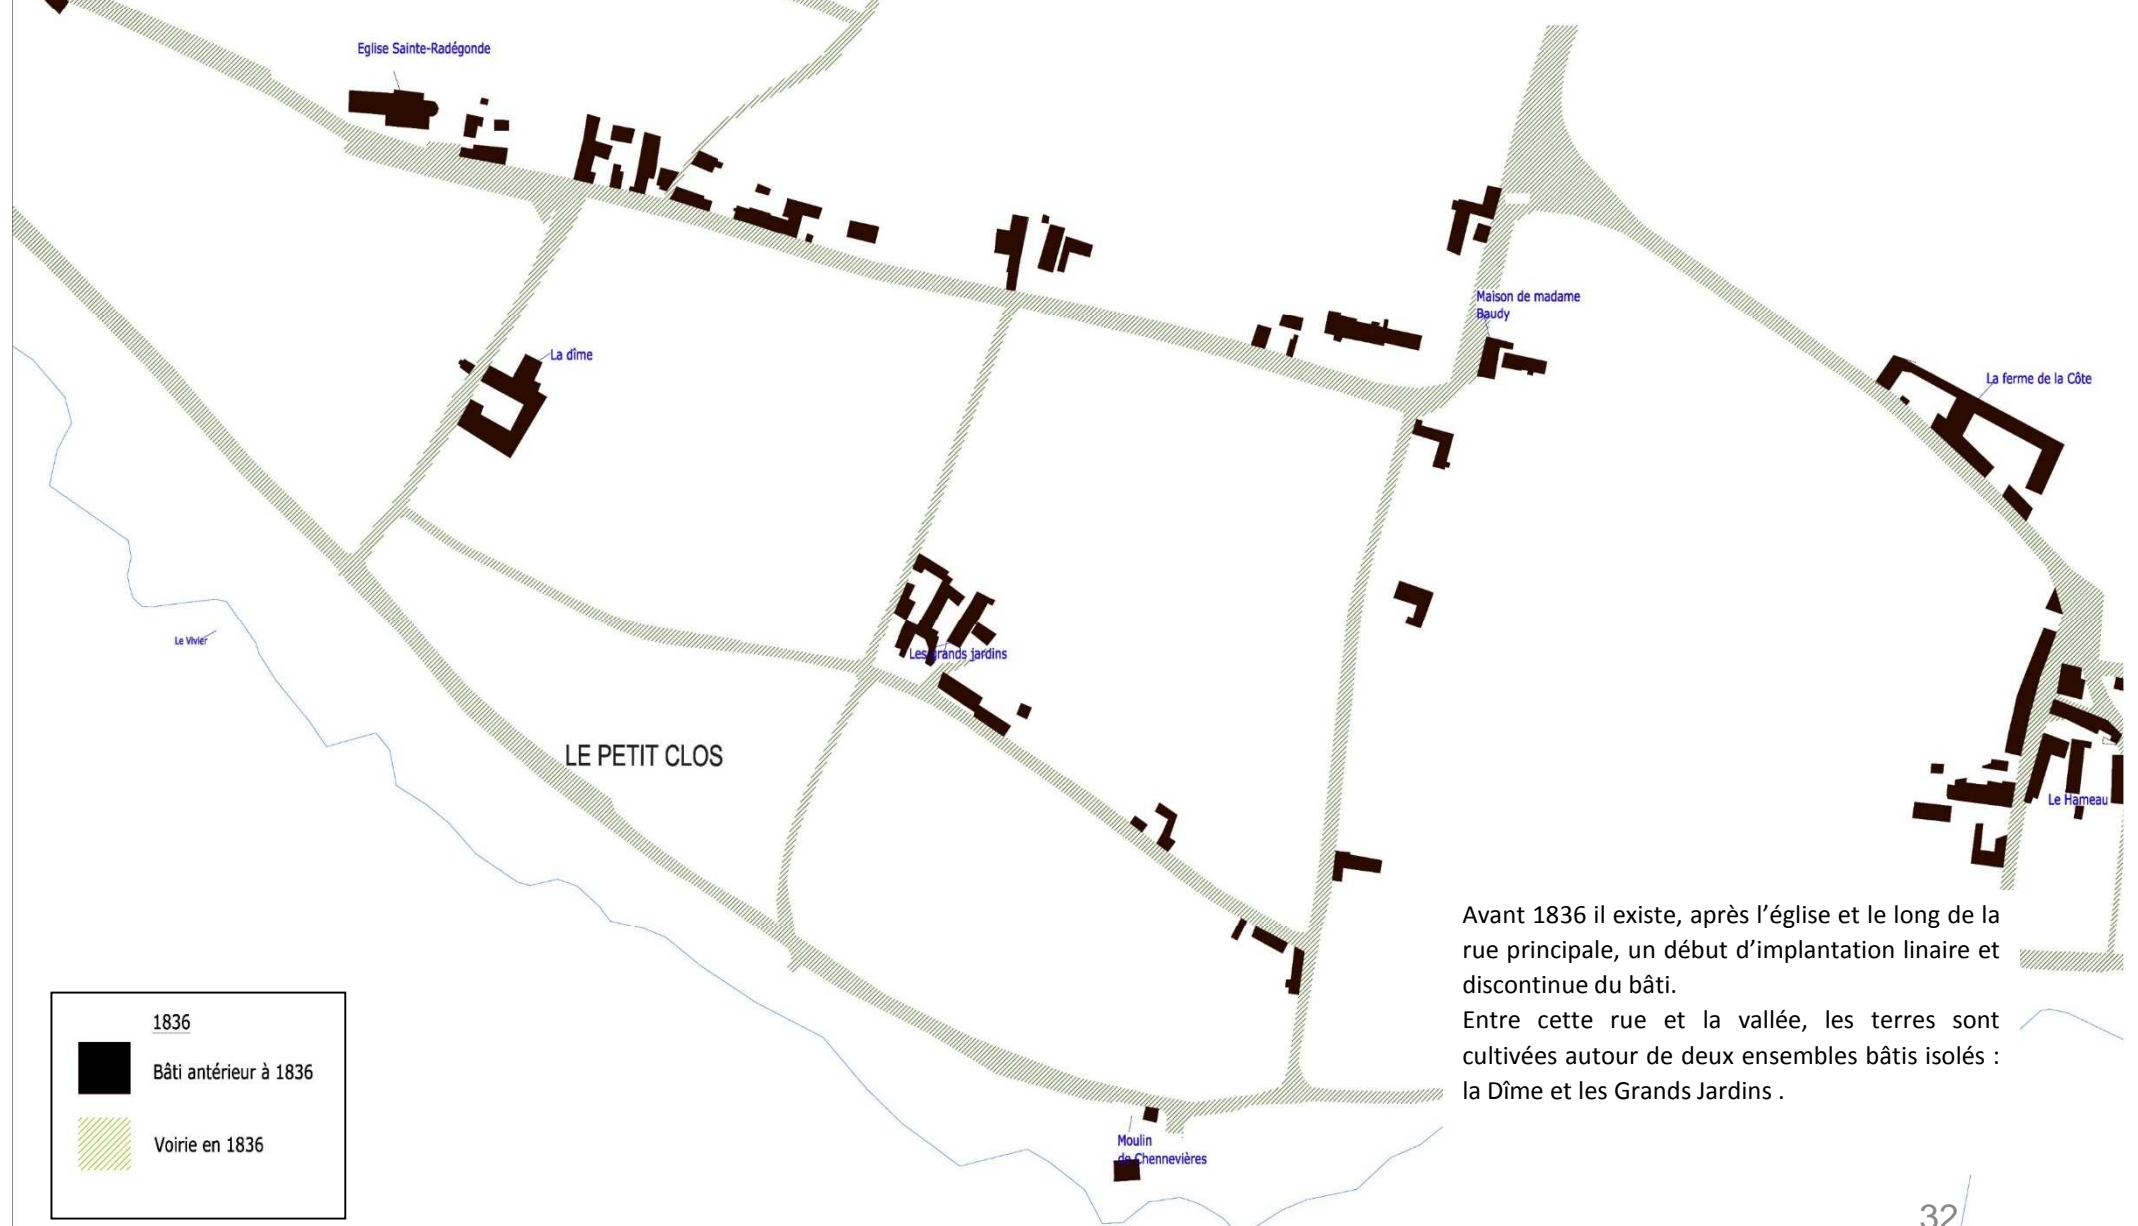 Eglise Sainte-Radégonde
Maison de madame
Baudy
La dîme
La ferme de la Côte
Le Vivier
Les grands jardins
LE PETIT CLOS
Le Hameau
Avant 1836 il existe, après l’église et le long de la
rue principale, un début d’implantation linaire et
discontinue du bâti.
Entre cette rue et la vallée, les terres sont
cultivées autour de deux ensembles bâtis isolés :
la Dîme et les Grands Jardins .
1836
Bâti antérieur à 1836
Voirie en 1836
Moulin
de Chennevières
32